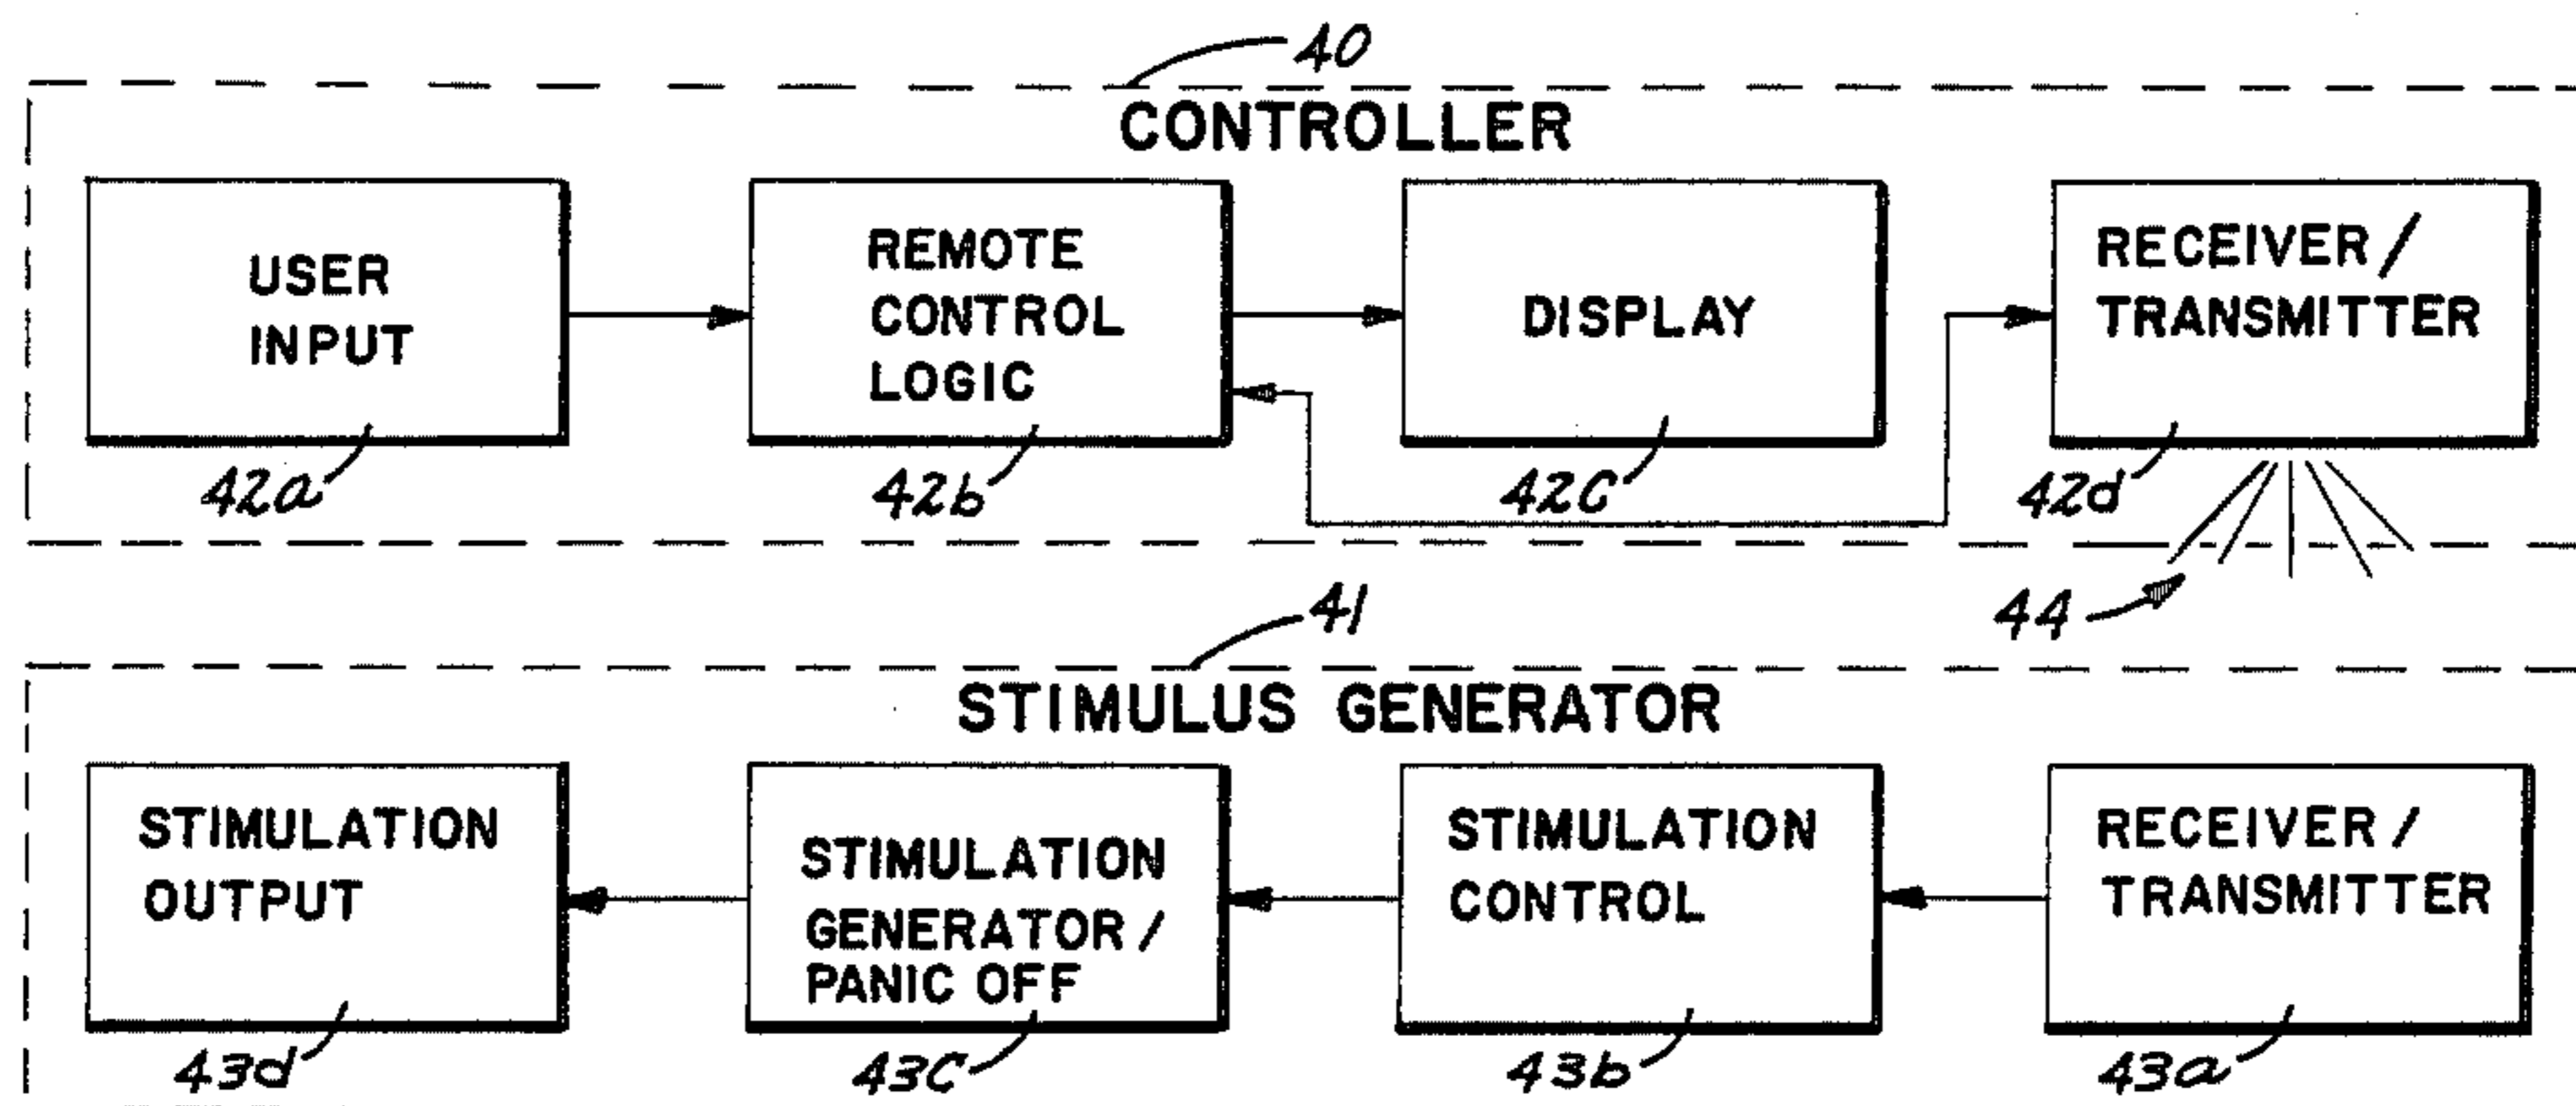 40
CONTROLLER
USER
INPUT
42a
REMOTE
CONTROL
LOGIC
42b
DISPLAY
42c
RECEIVER/
TRANSMITTER
42d
44
41
STIMULUS GENERATOR
STIMULATION
OUTPUT
43d
STIMULATION
GENERATOR/
PANIC OFF
43c
STIMULATION
CONTROL
43b
RECEIVER/
TRANSMITTER
43a